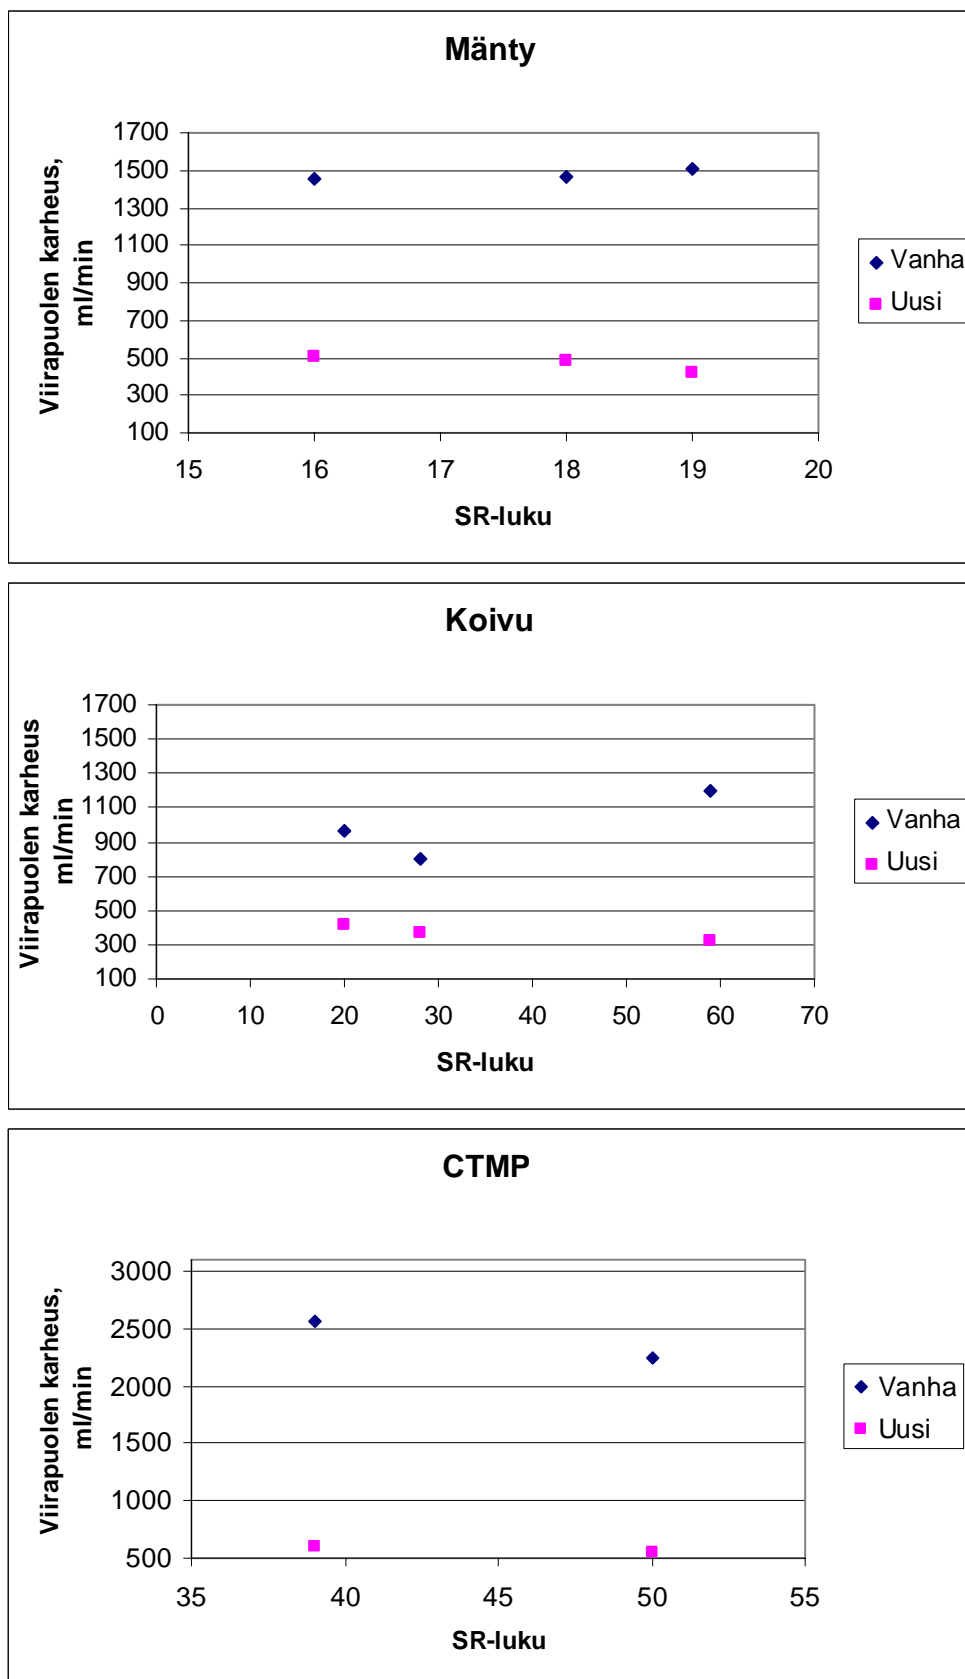 Mänty
Viirapuolen karheus,
ml/min
1700
1500
1300
1100
900
700
500
300
100
15 16 17 18 19 20
SR-luku
Vanha
Uusi
Koivu
Viirapuolen karheus
ml/min
1700
1500
1300
1100
900
700
500
300
100
0 10 20 30 40 50 60 70
SR-luku
Vanha
Uusi
CTMP
Viirapuolen karheus,
ml/min
3000
2500
2000
1500
1000
500
35 40 45 50 55
SR-luku
Vanha
Uusi